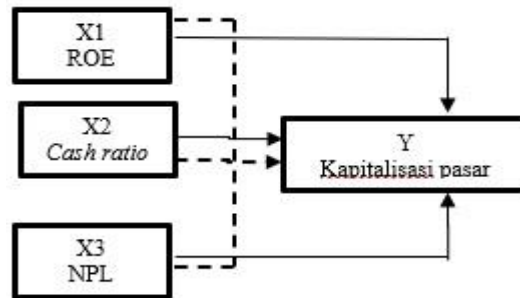 X1
ROE
X2
Cash ratio
Y
Kapitalisasi pasar
X3
NPL